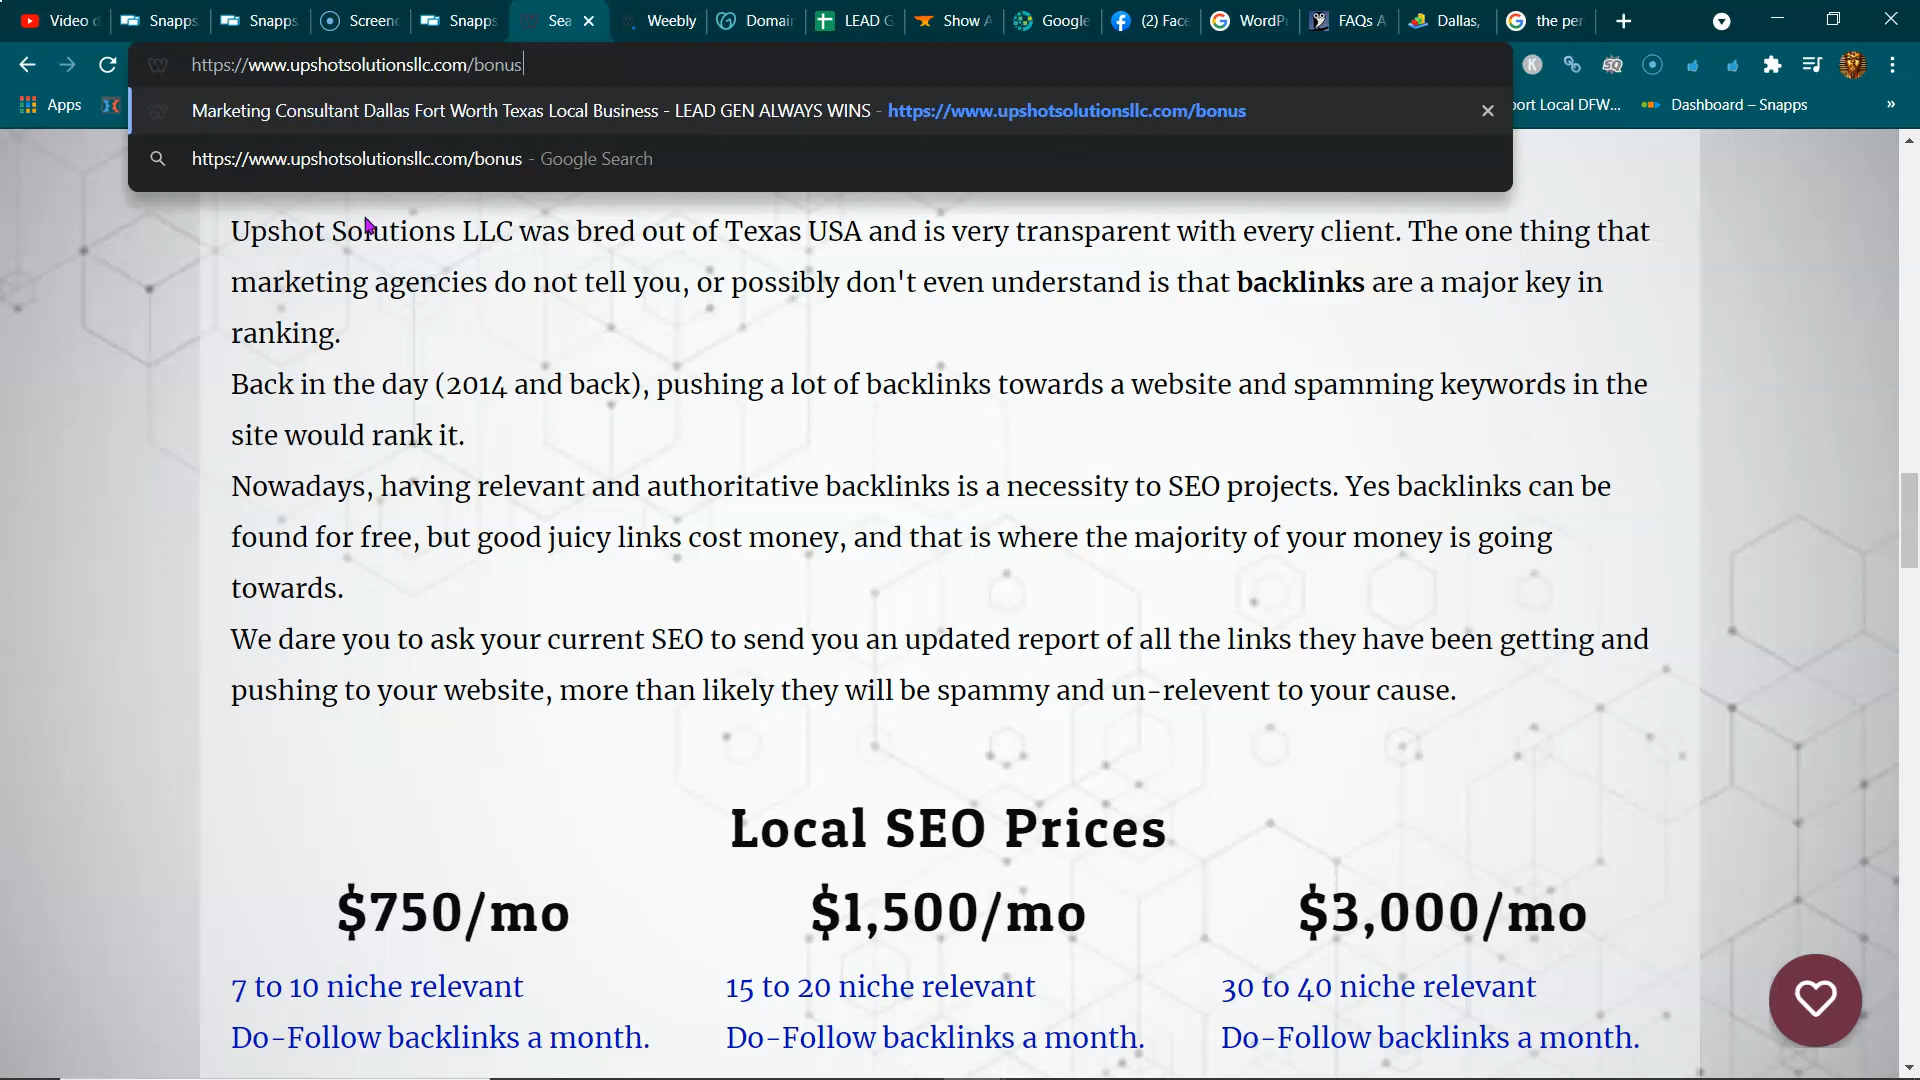 Video
Snapps.
Snapps.
Screen
Snapps
Sea
Weebly
Domai
LEAD G
Show A
Google
(2) Face
WordP
FAQs A
Dallas,
the per
https://www.upshotsolutionsllc.com/bonus
Apps
Marketing Consultant Dallas Fort Worth Texas Local Business - LEAD GEN ALWAYS WINS - https://www.upshotsolutionsllc.com/bonus
port Local DFW...
Dashboard – Snapps
»
https://www.upshotsolutionsllc.com/bonus - Google Search
Upshot Solutions LLC was bred out of Texas USA and is very transparent with every client. The one thing that
marketing agencies do not tell you, or possibly don't even understand is that backlinks are a major key in
ranking.
Back in the day (2014 and back), pushing a lot of backlinks towards a website and spamming keywords in the
site would rank it.
Nowadays, having relevant and authoritative backlinks is a necessity to SEO projects. Yes backlinks can be
found for free, but good juicy links cost money, and that is where the majority of your money is going
towards.
We dare you to ask your current SEO to send you an updated report of all the links they have been getting and
pushing to your website, more than likely they will be spammy and un-relevent to your cause.
Local SEO Prices
$750/mo
$1,500/mo
$3,000/mo
7 to 10 niche relevant
Do-Follow backlinks a month.
15 to 20 niche relevant
Do-Follow backlinks a month.
30 to 40 niche relevant
Do-Follow backlinks a month.